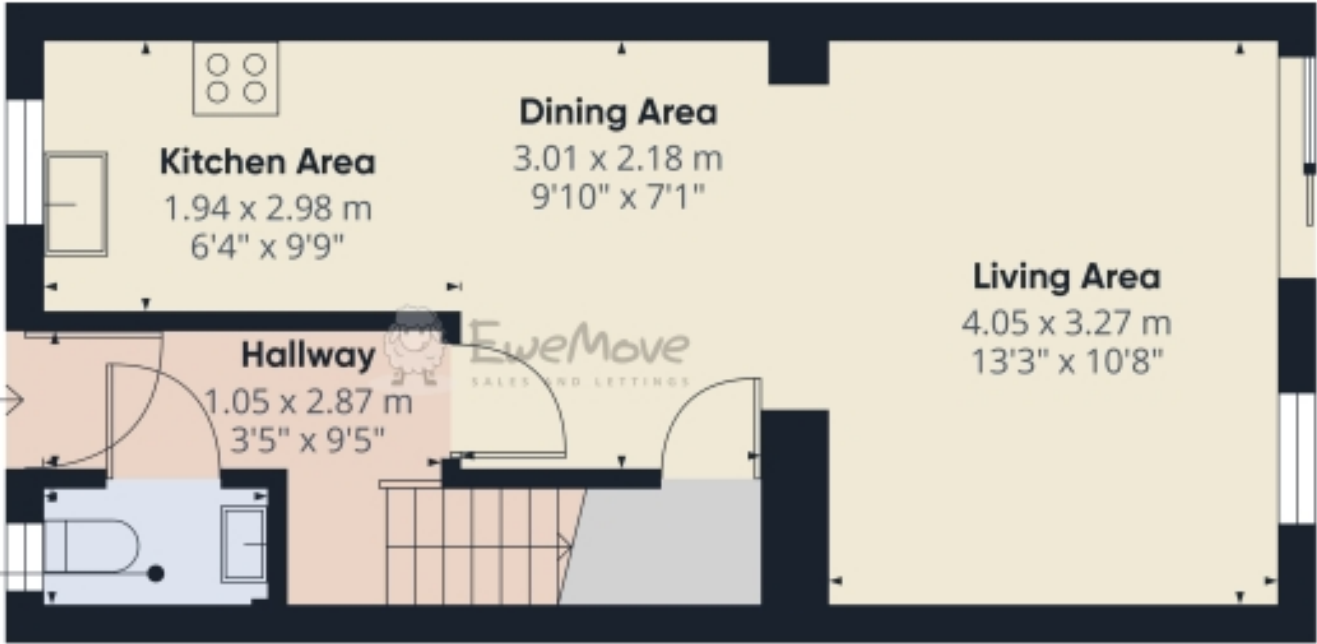 Dining Area
3.01 x 2.18 m
9'10" x 7'1"
Kitchen Area
1.94 x 2.98 m
6'4" x 9'9"
Living Area
4.05 x 3.27 m
13'3" x 10'8"
Hallway
1.05 x 2.87 m
3'5" x 9'5"
EweMove
SALES AND LETTINGS